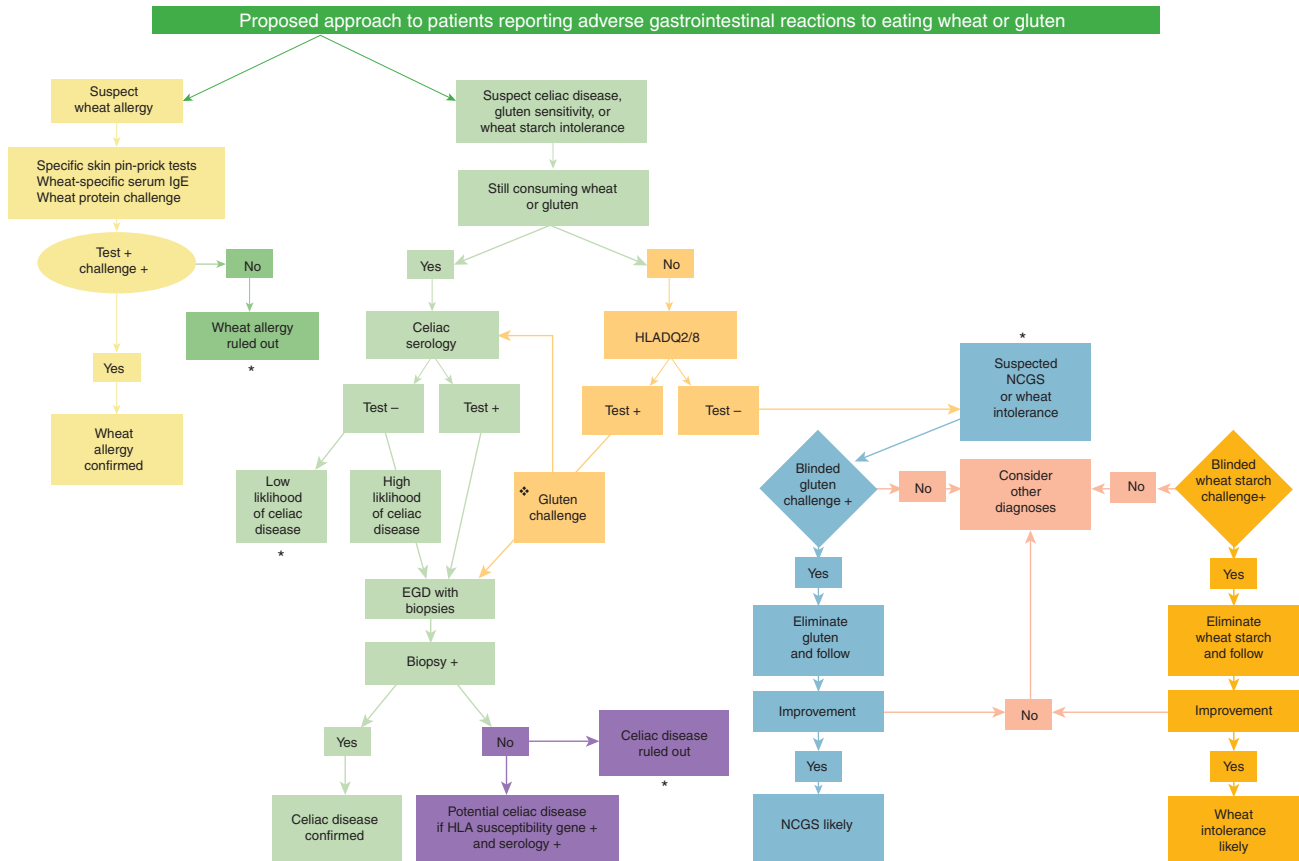 Proposed approach to patients reporting adverse gastrointestinal reactions to eating wheat or gluten
Suspect
wheat allergy
Specific skin pin-prick tests
Wheat-specific serum IgE
Wheat protein challenge
Test +
challenge +
No
Wheat allergy
ruled out
*
Yes
Wheat
allergy
confirmed
Suspect celiac disease,
gluten sensitivity, or
wheat starch intolerance
Still consuming wheat
or gluten
Yes
No
Celiac
serology
HLADQ2/8
Test –
Test +
Test +
Test –
Low
liklihood
of celiac
disease
*
High
liklihood
of celiac
disease
❖ Gluten
challenge
EGD with
biopsies
Biopsy +
Yes
No
Celiac disease
ruled out
*
Celiac disease
confirmed
Potential celiac disease
if HLA susceptibility gene +
and serology +
*
Suspected
NCGS
or wheat
intolerance
Blinded
gluten
challenge +
No
Consider
other
diagnoses
No
Blinded
wheat starch
challenge+
Yes
Eliminate
gluten
and follow
Improvement
No
Yes
NCGS likely
Yes
Eliminate
wheat starch
and follow
Improvement
Yes
Wheat
intolerance
likely